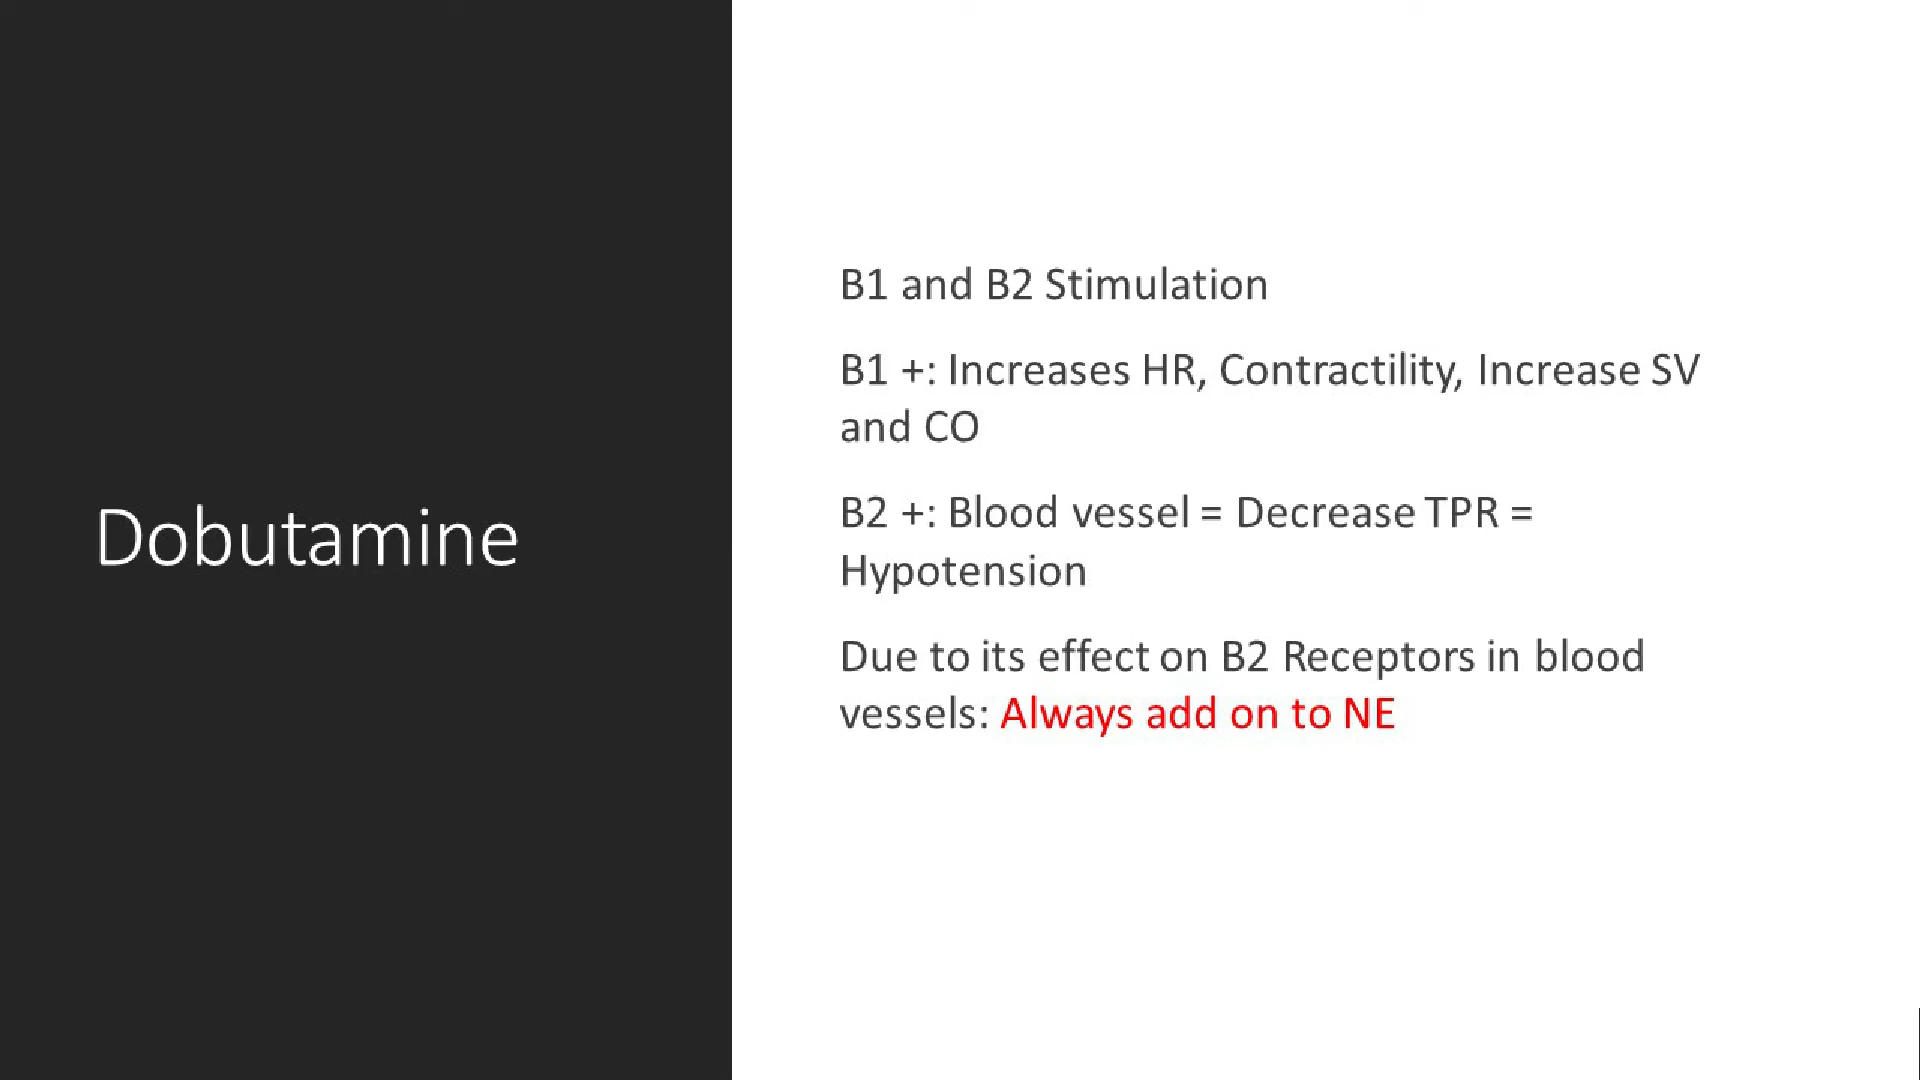 Dobutamine
B1 and B2 Stimulation
B1 +: Increases HR, Contractility, Increase SV
and CO
B2 +: Blood vessel = Decrease TPR =
Hypotension
Due to its effect on B2 Receptors in blood
vessels: Always add on to NE